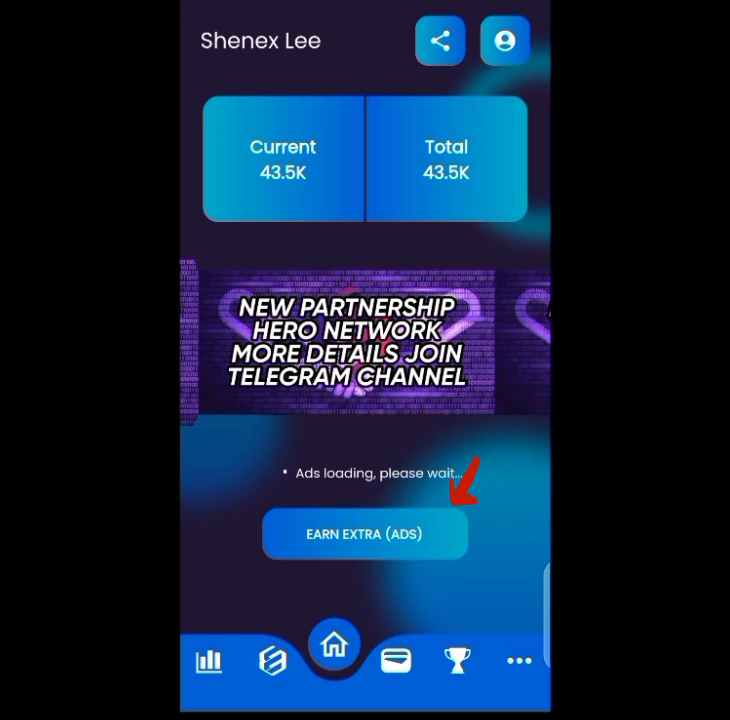 Shenex Lee
Current
43.5K
Total
43.5K
NEW PARTNERSHIP
HERO NETWORK
MORE DETAILS JOIN
TELEGRAM CHANNEL
Ads loading, please wait...
EARN EXTRA (ADS)